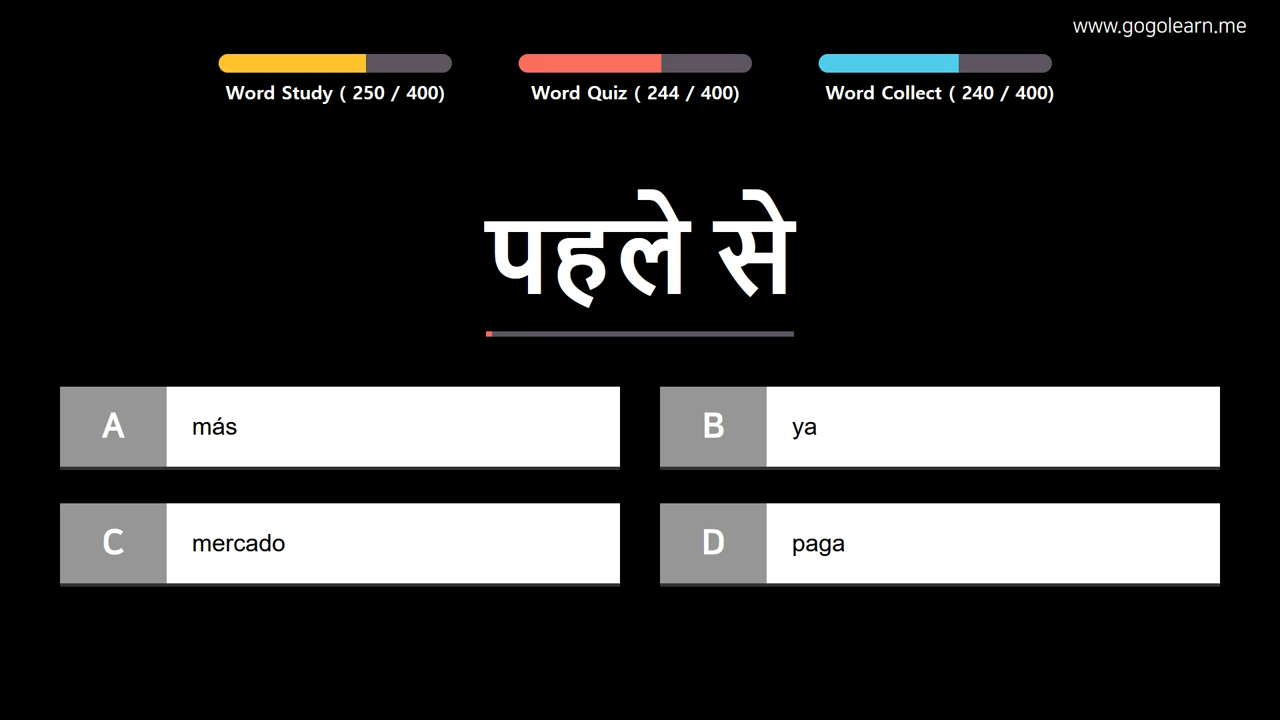 www.gogolearn.me
Word Study ( 250 / 400)
Word Quiz ( 244 / 400)
Word Collect ( 240 / 400)
पहले से
A más
B ya
C mercado
D paga